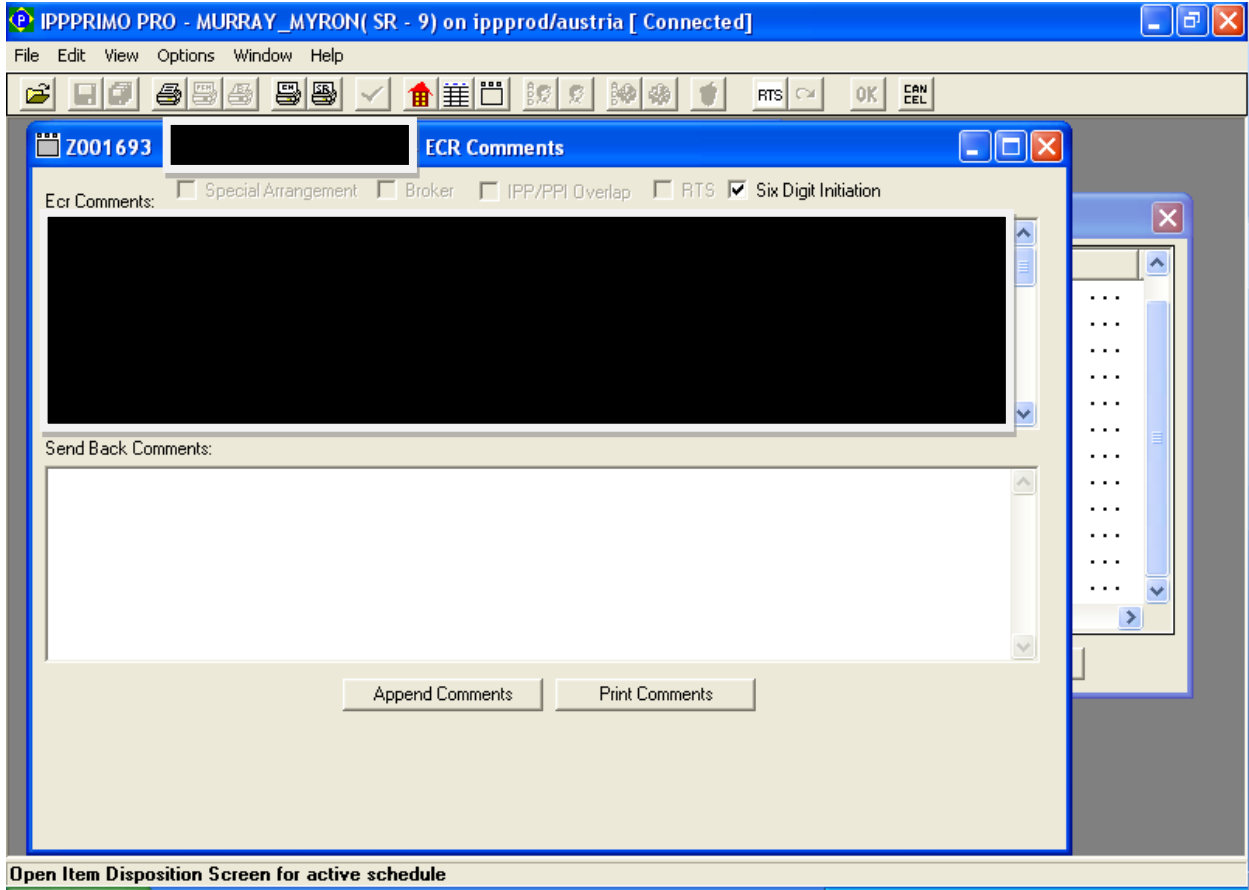 IPPPRIMO PRO - MURRAY_MYRON( SR - 9) on ippprod/austria [ Connected]
File Edit View Options Window Help
RTS OK CAN
CEL
Z001693 ECR Comments
Ecr Comments: Special Arrangement Broker IPP/PPI Overlap RTS Six Digit Initiation
...
...
...
...
...
...
...
...
...
...
...
...
Send Back Comments:
Append Comments Print Comments
Open Item Disposition Screen for active schedule